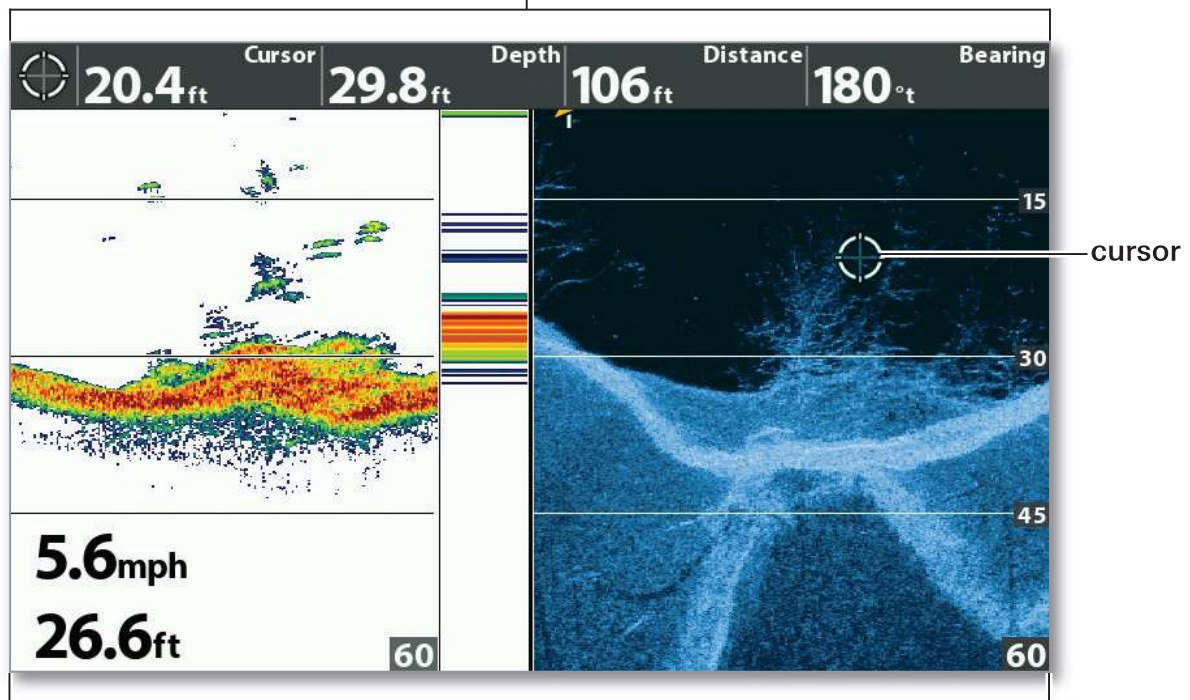 Cursor Depth Distance Bearing
20.4ft 29.8ft 106ft 180°t
15
cursor
30
45
5.6mph
26.6ft
60 60